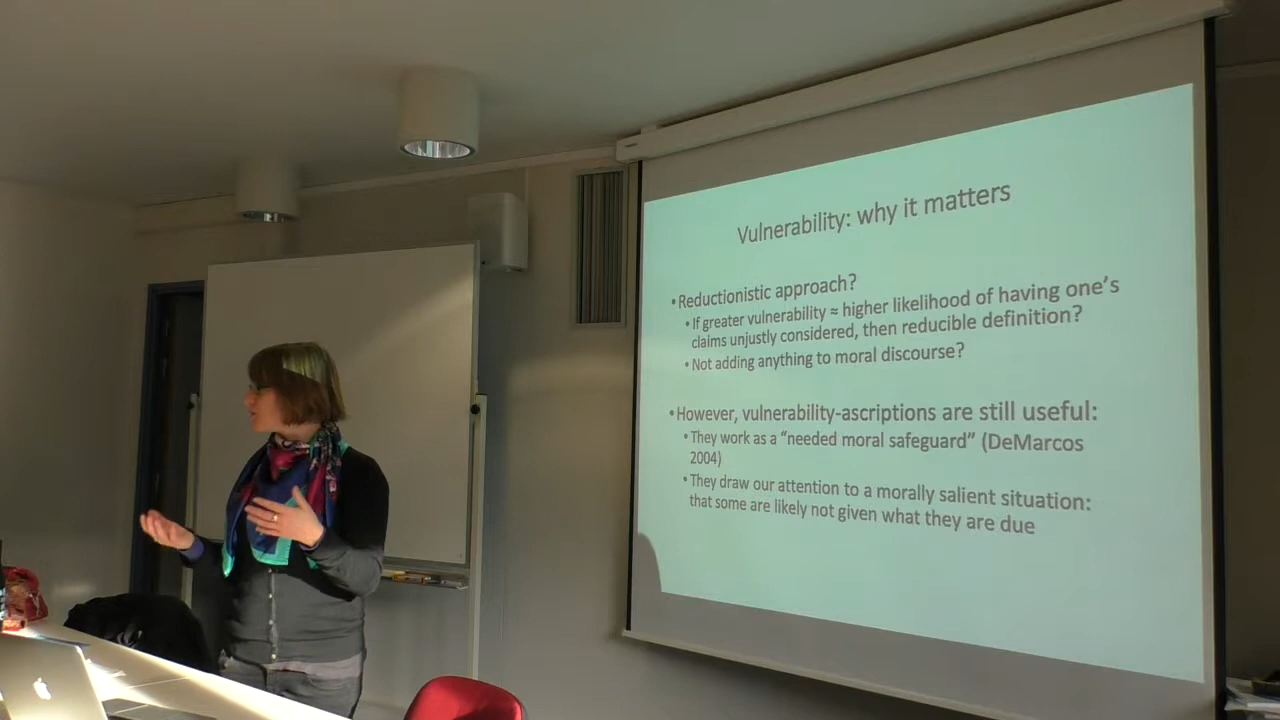 Vulnerability: why it matters
•Reductionistic approach?
•If greater vulnerability ≈ higher likelihood of having one's
claims unjustly considered, then reducible definition?
•Not adding anything to moral discourse?
•However, vulnerability-ascriptions are still useful:
•They work as a “needed moral safeguard” (DeMarcos
2004)
•They draw our attention to a morally salient situation:
that some are likely not given what they are due